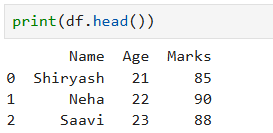 print(df.head())
Name Age Marks
0 Shiryash 21 85
1 Neha 22 90
2 Saavi 23 88